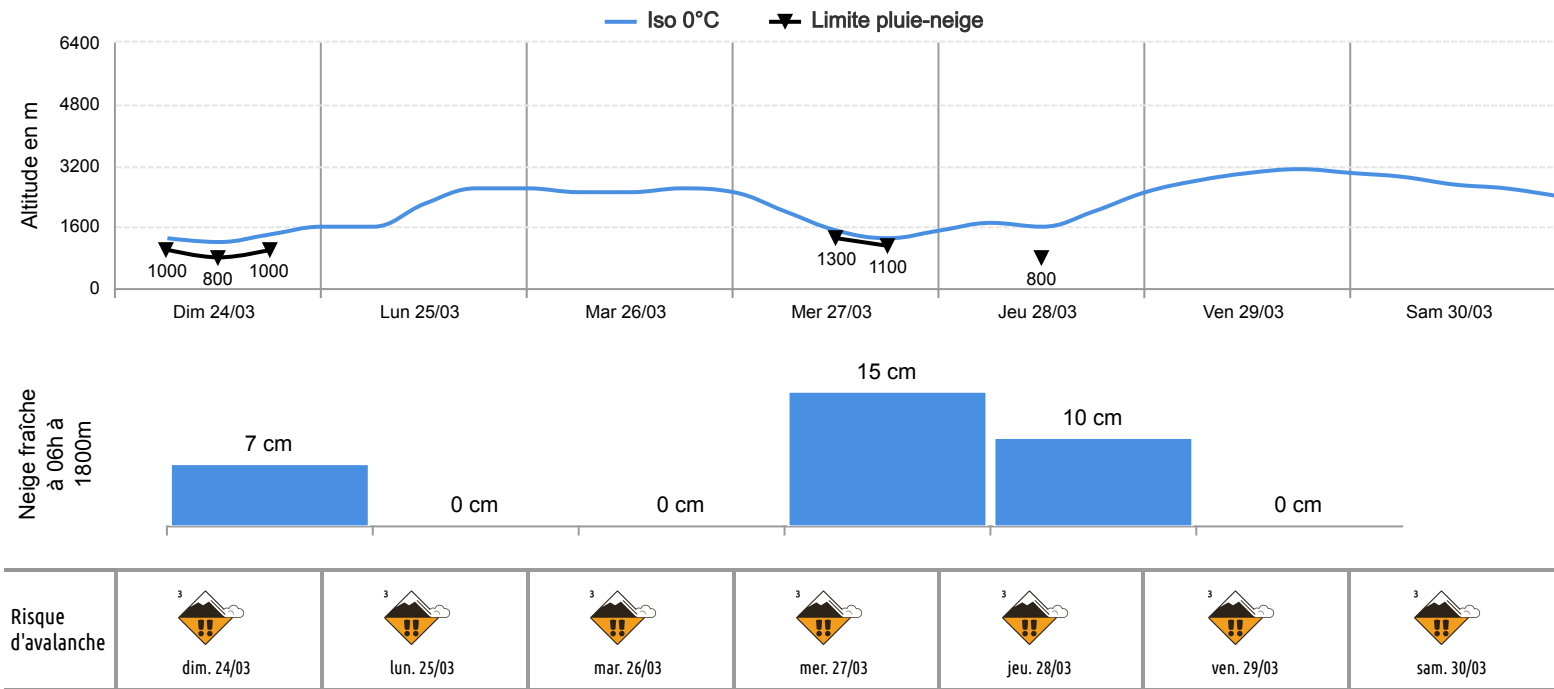 Iso 0°C
Limite pluie-neige
Altitude en m
6400
4800
3200
1600
0
1000
800
1000
1300
1100
800
Dim 24/03
Lun 25/03
Mar 26/03
Mer 27/03
Jeu 28/03
Ven 29/03
Sam 30/03
Neige fraîche
à 06h à
1800m
7 cm
0 cm
0 cm
15 cm
10 cm
0 cm
Risque
d'avalanche
3
dim. 24/03
3
lun. 25/03
3
mar. 26/03
3
mer. 27/03
3
jeu. 28/03
3
ven. 29/03
3
sam. 30/03